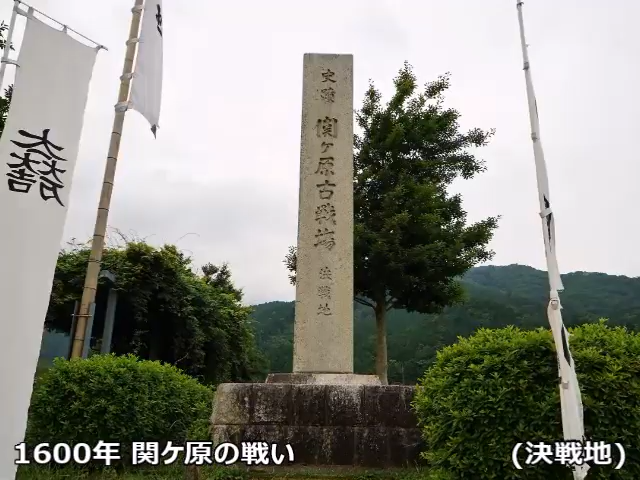 大一大万大吉
史蹟 関ヶ原古戦場 決戦地
1600年 関ケ原の戦い
(決戦地)